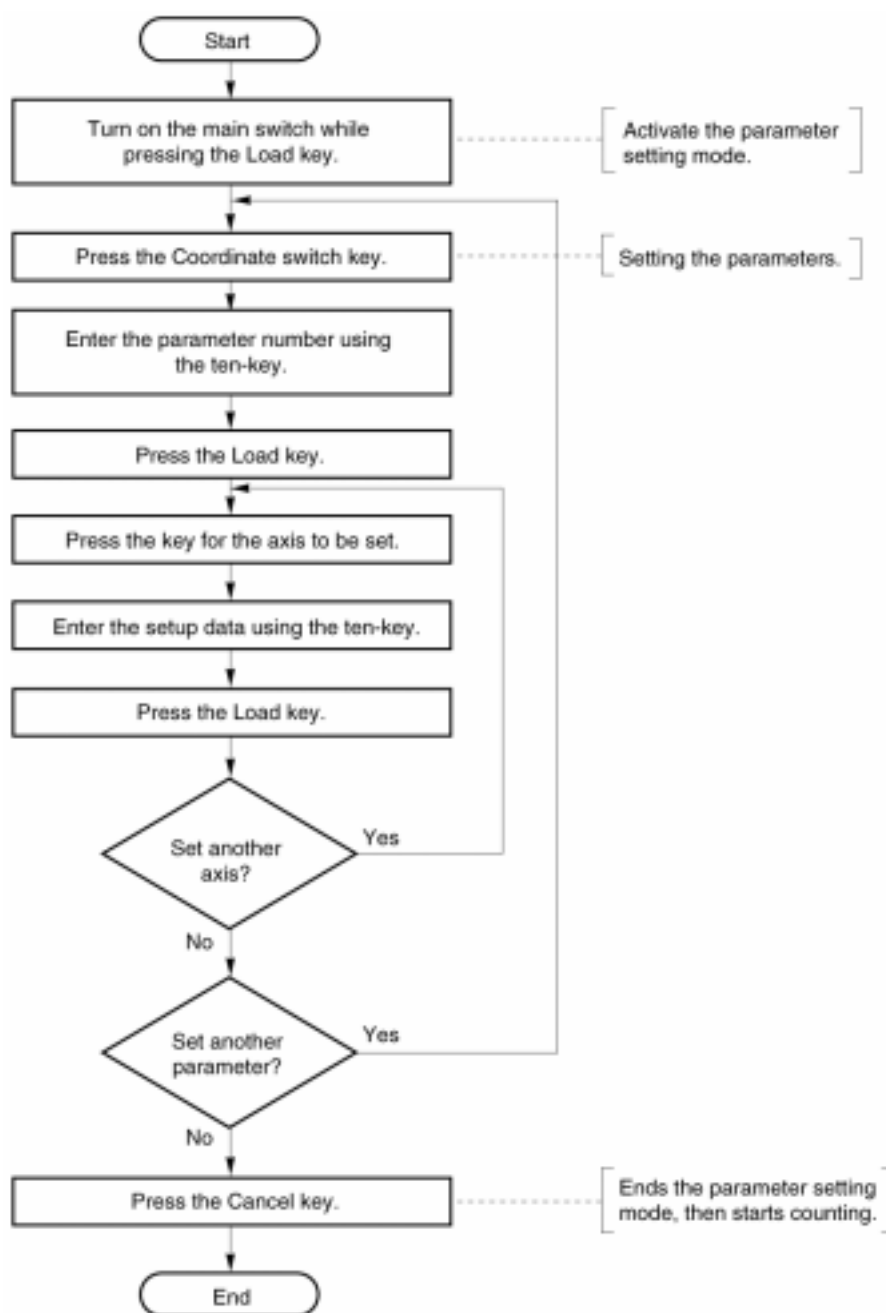 Start
Turn on the main switch while
pressing the Load key.
Activate the parameter
setting mode.
Press the Coordinate switch key.
Setting the parameters.
Enter the parameter number using
the ten-key.
Press the Load key.
Press the key for the axis to be set.
Enter the setup data using the ten-key.
Press the Load key.
Set another
axis?
Yes
No
Set another
parameter?
Yes
No
Press the Cancel key.
Ends the parameter setting
mode, then starts counting.
End